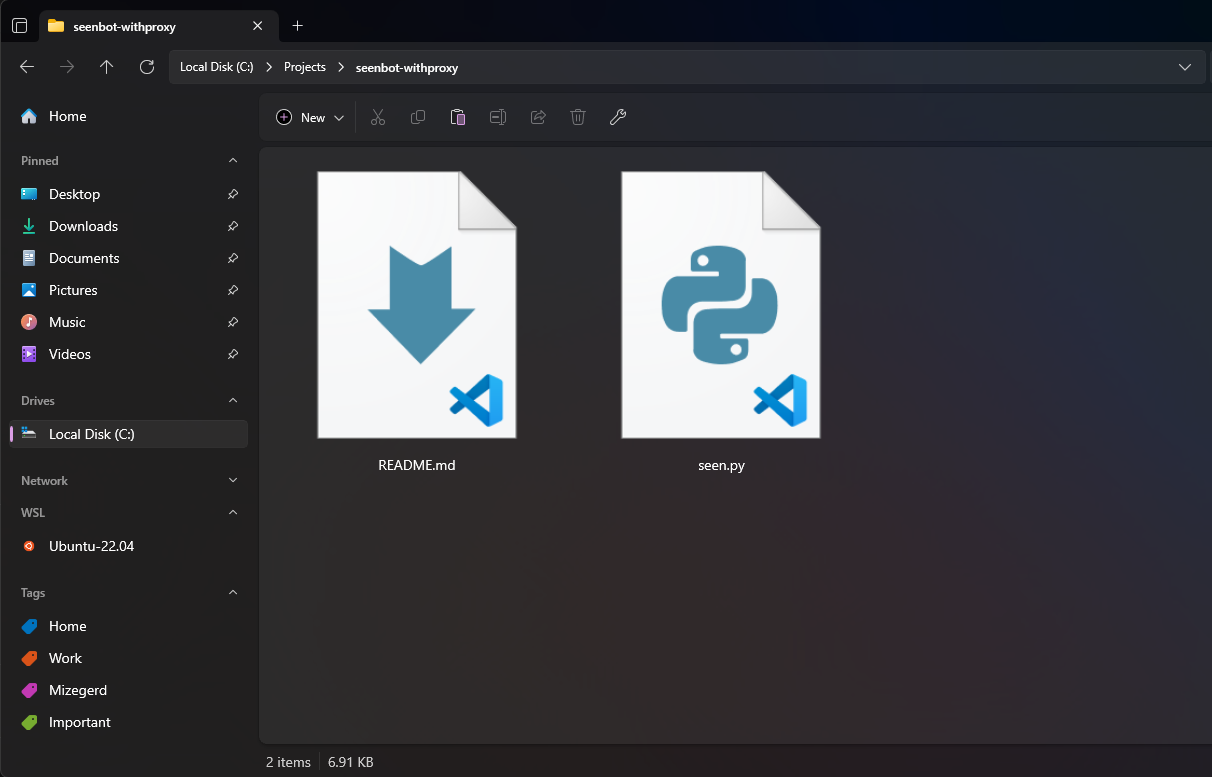 seenbot-withproxy
Local Disk (C:) Projects seenbot-withproxy
Home
Pinned
Desktop
Downloads
Documents
Pictures
Music
Videos
Drives
Local Disk (C:)
Network
WSL
Ubuntu-22.04
Tags
Home
Work
Mizegerd
Important
New
README.md
seen.py
2 items 6.91 KB